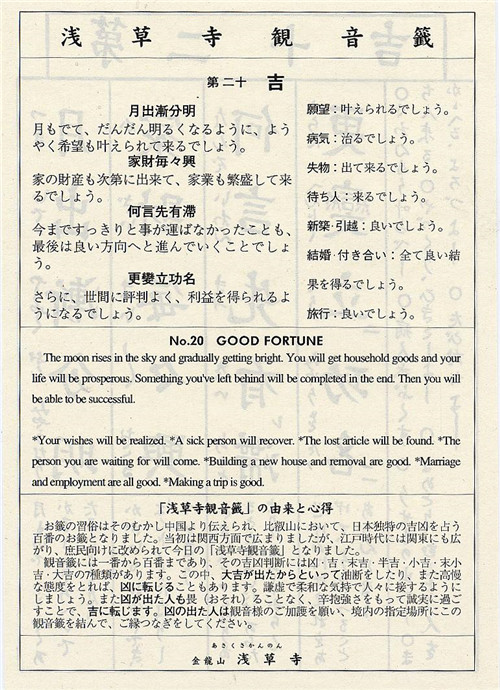 浅草寺観音籤
第二十 吉
月出漸分明
月もでて、だんだん明るくなるように、よう
やく希望も叶えられて来るでしょう。
家財毎々興
家の財産も次第に出来て、家業も繁盛して来
るでしょう。
何言先有滞
今まですっきりと事が運ばなかったことも、
最後は良い方向へと進んでいくことでしょ
う。
更變立功名
さらに、世間に評判よく、利益を得られるよ
うになるでしょう。
願望：叶えられるでしょう。
病気：治るでしょう。
失物：出て来るでしょう。
待ち人：来るでしょう。
新築・引越：良いでしょう。
結婚・付き合い：全て良い結
果を得るでしょう。
旅行：良いでしょう。
No.20 GOOD FORTUNE
The moon rises in the sky and gradually getting bright. You will get household goods and your
life will be prosperous. Something you've left behind will be completed in the end. Then you will
be able to be successful.
*Your wishes will be realized. *A sick person will recover. *The lost article will be found. *The
person you are waiting for will come. *Building a new house and removal are good. *Marriage
and employment are all good. *Making a trip is good.
「浅草寺観音籤」の由来と心得
お籤の習俗はそのむかし中国より伝えられ、比叡山において、日本独特の吉凶を占う
百番のお籤となりました。当初は関西方面で広まりましたが、江戸時代には関東にも広
がり、庶民向けに改められて今日の「浅草寺観音籤」となりました。
観音籤には一番から百番まであり、その吉凶判断には凶・吉・末吉・半吉・小吉・末小
吉・大吉の7種類があります。この中、大吉が出たからといって油断をしたり、また高慢
な態度をとれば、凶に転じることもあります。謙虚で柔和な気持で人々に接するように
しましょう。また凶が出た人も畏（おそれ）ることなく、辛抱強さをもって誠実に過ご
すことで、吉に転じます。凶の出た人は観音様のご加護を願い、境内の指定場所にこの
観音籤を結んで、ご縁つなぎをしてください。
あさくさかんのん
金龍山 浅草寺